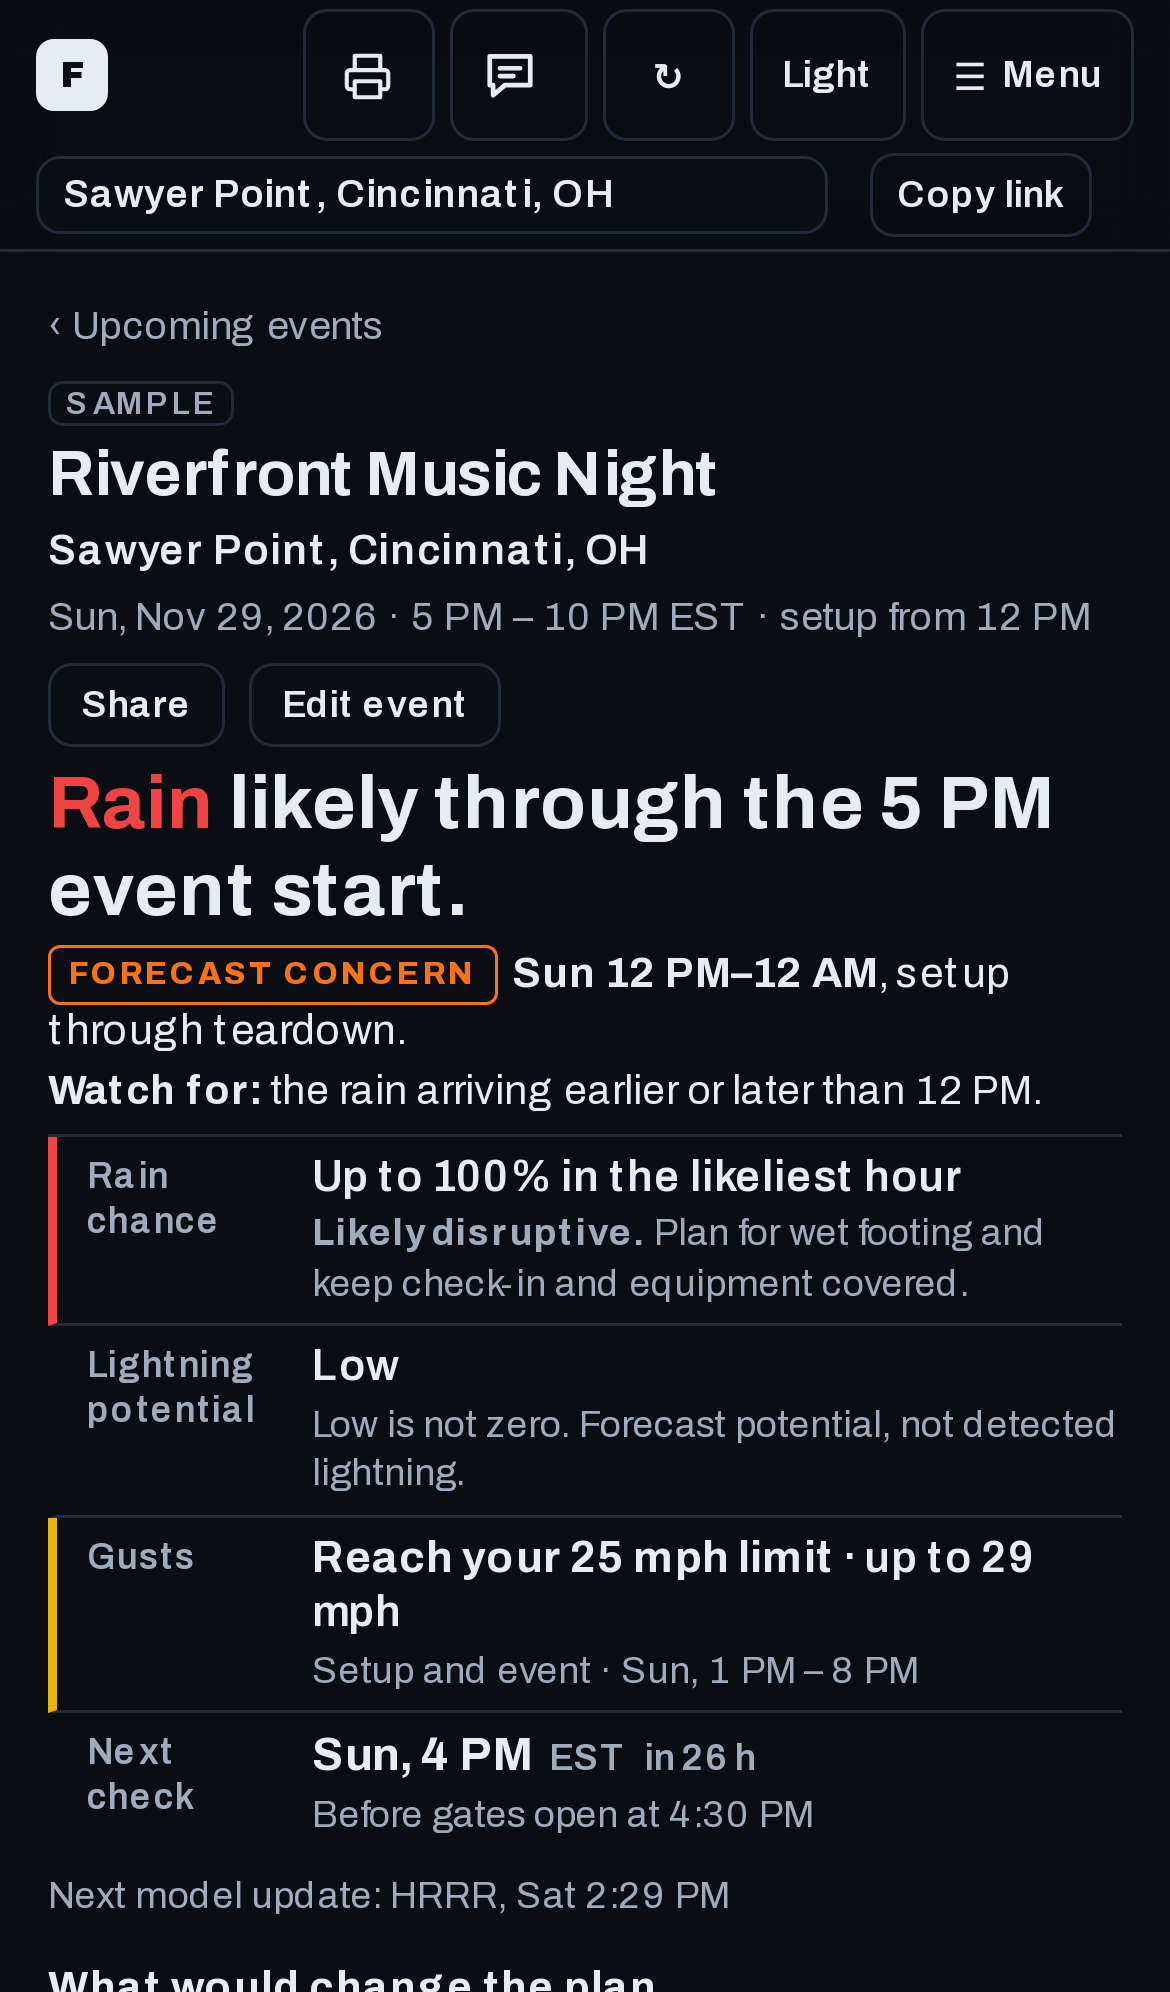 F
Light
☰ Menu
Sawyer Point, Cincinnati, OH
Copy link
‹ Upcoming events
SAMPLE
Riverfront Music Night
Sawyer Point, Cincinnati, OH
Sun, Nov 29, 2026 · 5 PM – 10 PM EST · setup from 12 PM
Share
Edit event
Rain likely through the 5 PM
event start.
FORECAST CONCERN Sun 12 PM–12 AM, setup
through teardown.
Watch for: the rain arriving earlier or later than 12 PM.
Rain
chance
Up to 100% in the likeliest hour
Likely disruptive. Plan for wet footing and
keep check-in and equipment covered.
Lightning
potential
Low
Low is not zero. Forecast potential, not detected
lightning.
Gusts
Reach your 25 mph limit · up to 29
mph
Setup and event · Sun, 1 PM – 8 PM
Next
check
Sun, 4 PM EST in 26 h
Before gates open at 4:30 PM
Next model update: HRRR, Sat 2:29 PM
What would change the plan